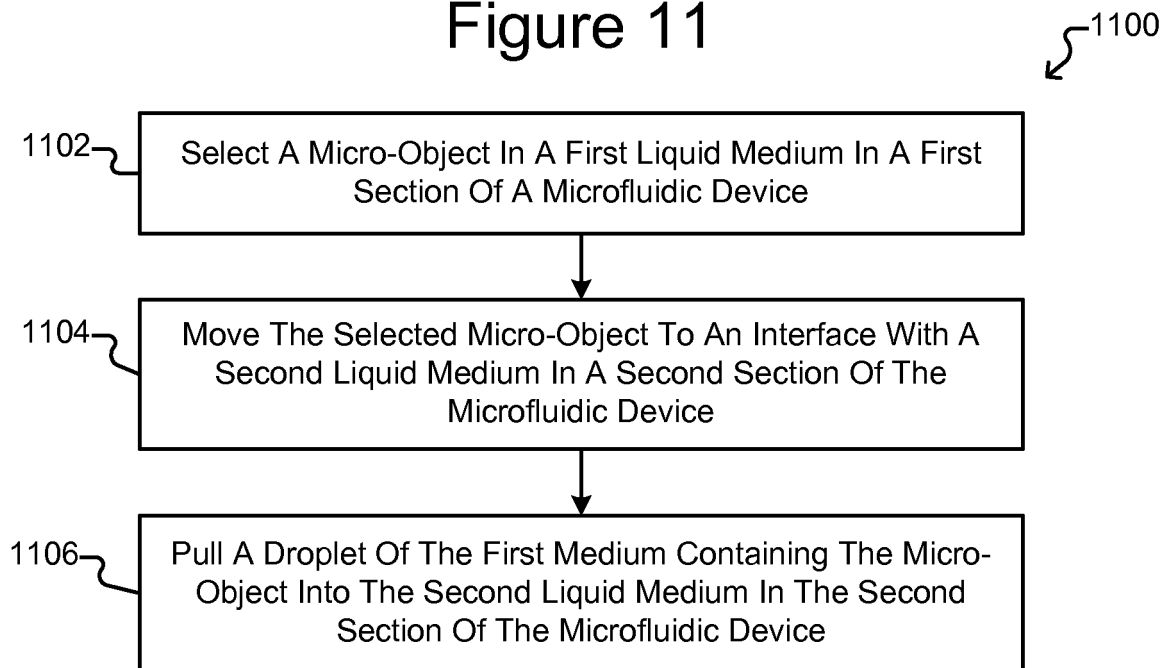 Figure 11
1100
1102
Select A Micro-Object In A First Liquid Medium In A First
Section Of A Microfluidic Device
1104
Move The Selected Micro-Object To An Interface With A
Second Liquid Medium In A Second Section Of The
Microfluidic Device
1106
Pull A Droplet Of The First Medium Containing The Micro-
Object Into The Second Liquid Medium In The Second
Section Of The Microfluidic Device